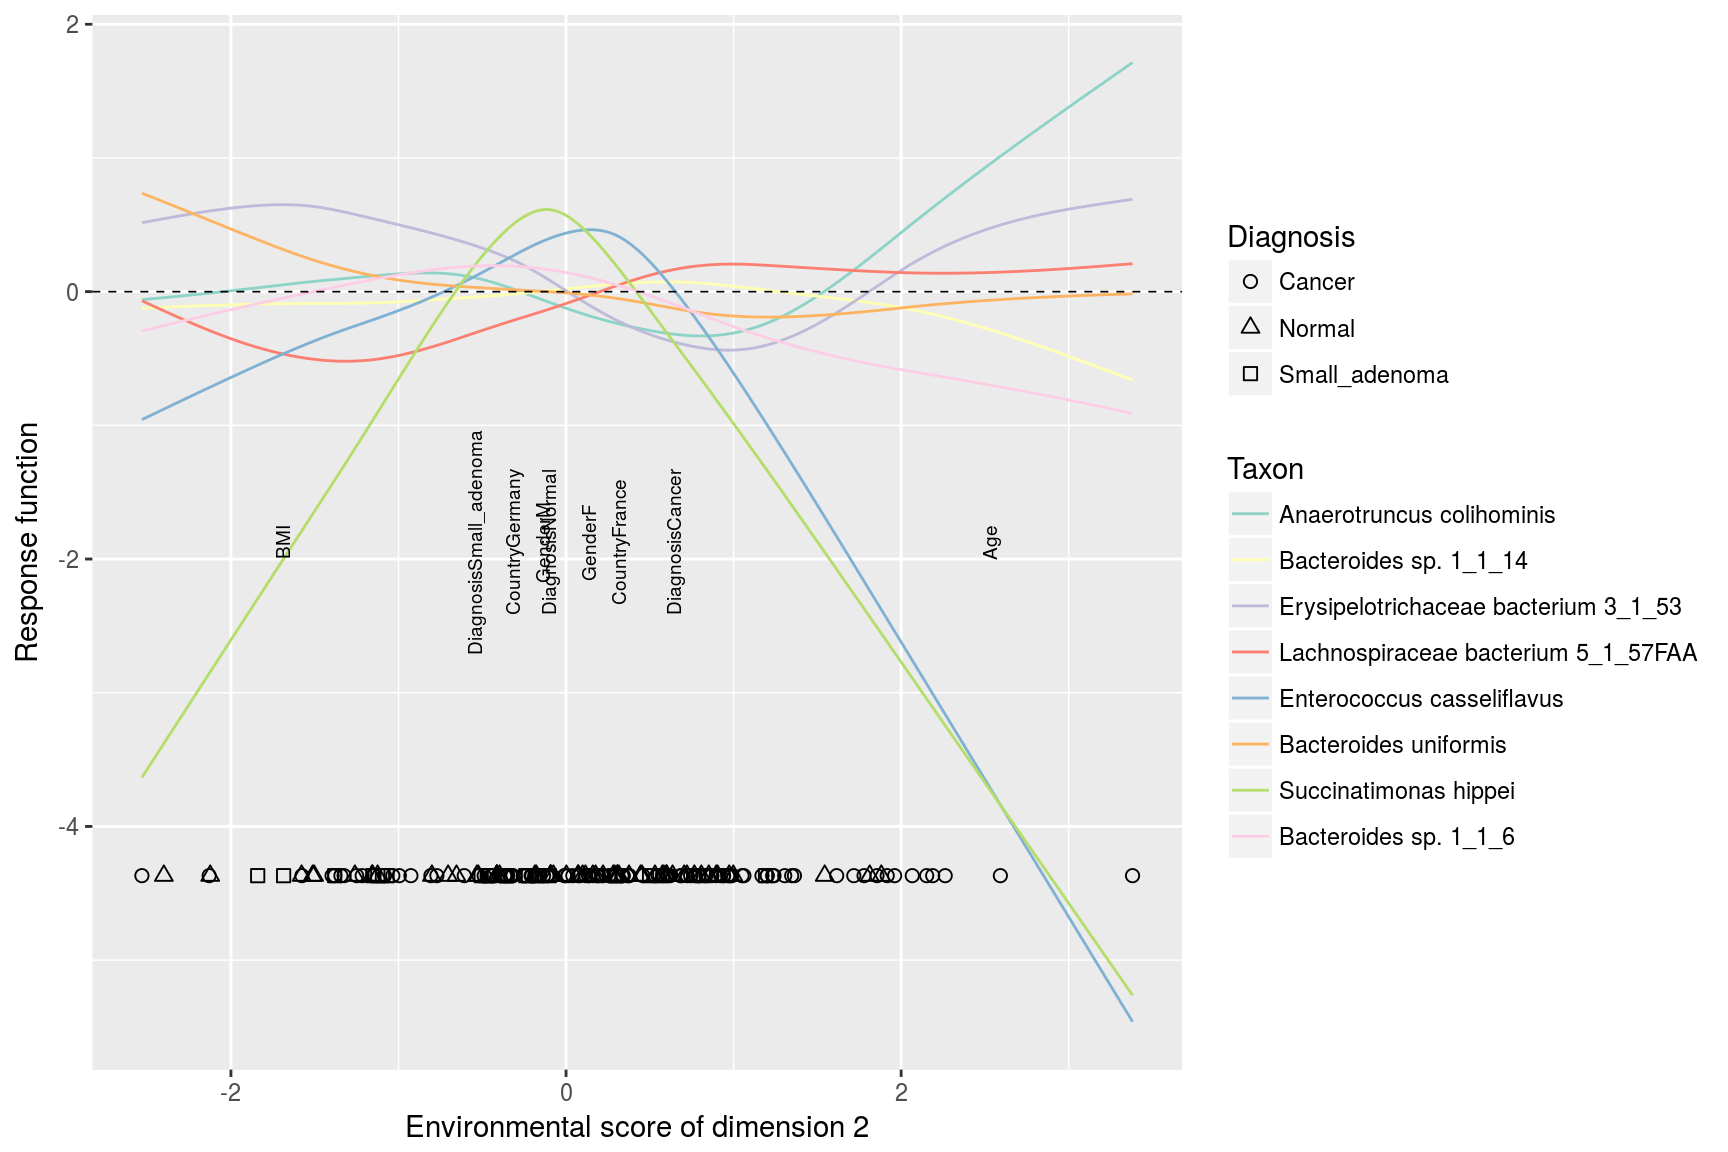 2
0
-2
-4
Response function
BMI
DiagnosisSmall_adenoma
CountryGermany
GenderM
DiagnosisNormal
GenderF
CountryFrance
DiagnosisCancer
Age
-2
0
2
Environmental score of dimension 2
Diagnosis
Cancer
Normal
Small_adenoma
Taxon
Anaerotruncus colihominis
Bacteroides sp. 1_1_14
Erysipelotrichaceae bacterium 3_1_53
Lachnospiraceae bacterium 5_1_57FAA
Enterococcus casseliflavus
Bacteroides uniformis
Succinatimonas hippei
Bacteroides sp. 1_1_6